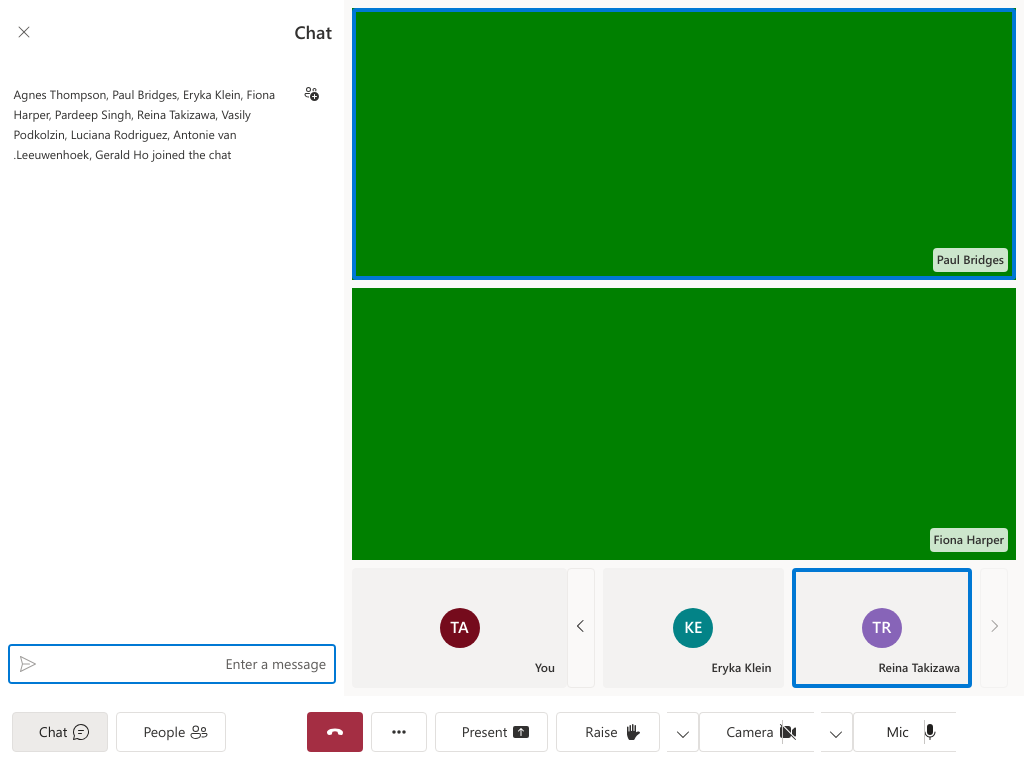 Chat
Agnes Thompson, Paul Bridges, Eryka Klein, Fiona
Harper, Pardeep Singh, Reina Takizawa, Vasily
Podkolzin, Luciana Rodriguez, Antonie van
.Leeuwenhoek, Gerald Ho joined the chat
Enter a message
Paul Bridges
Fiona Harper
TA
You
KE
Eryka Klein
TR
Reina Takizawa
Chat
People
Present
Raise
Camera
Mic